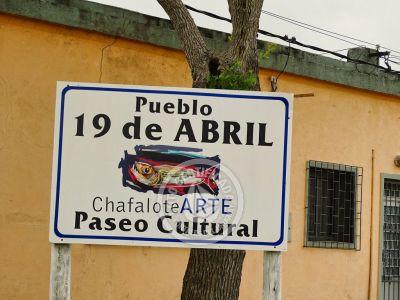 Pueblo
19 de ABRIL
ChafaloteARTE
Paseo Cultural